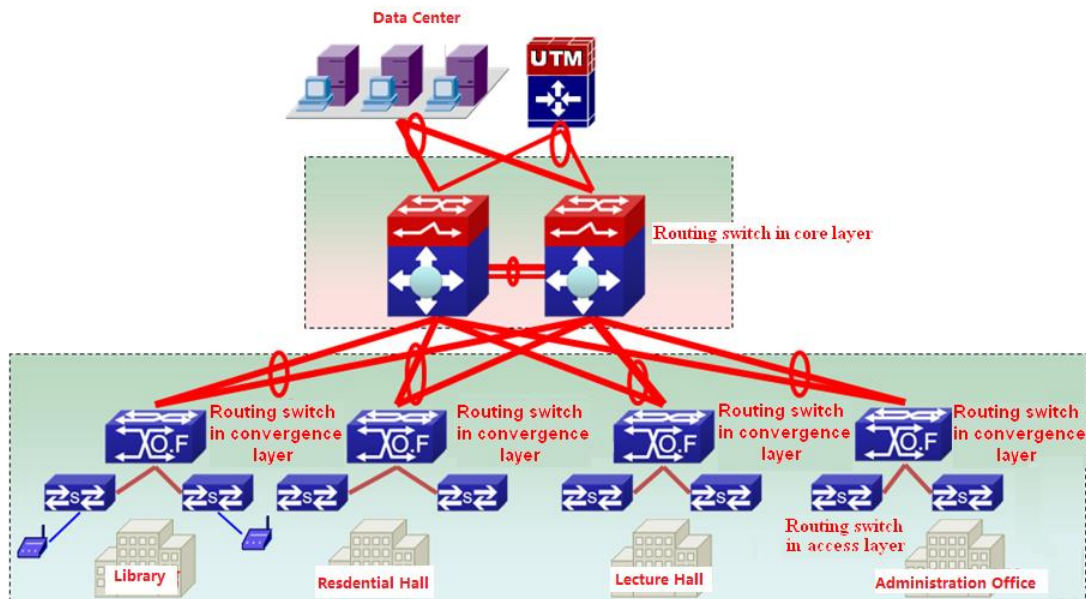 Data Center
UTM
Routing switch in core layer
Routing switch
in convergence
layer
Routing switch
in convergence
layer
Routing switch
in convergence
layer
Routing switch
in convergence
layer
O.F
O.F
O.F
O.F
S
S
S
S
S
S
S
S
Routing switch
in access layer
Library
Resdential Hall
Lecture Hall
Administration Office